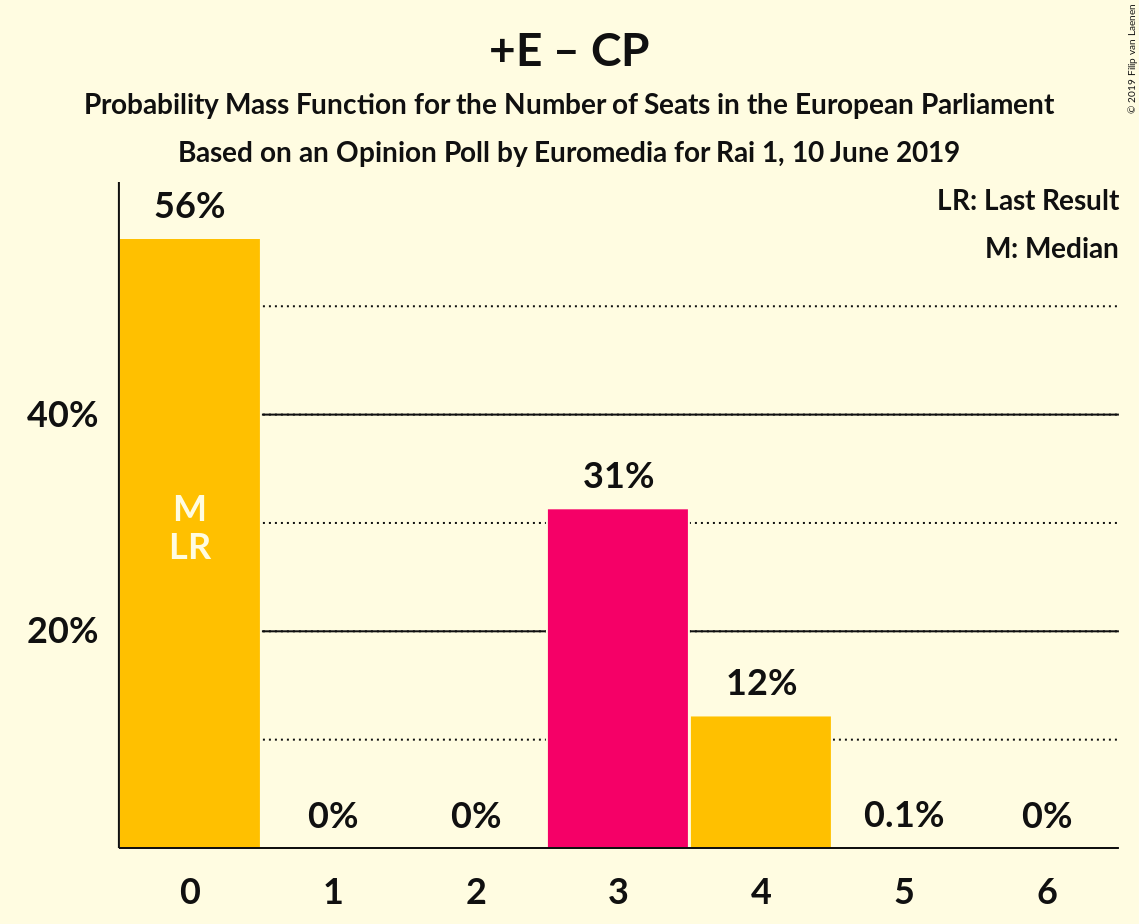 +E – CP
Probability Mass Function for the Number of Seats in the European Parliament
Based on an Opinion Poll by Euromedia for Rai 1, 10 June 2019
© 2019 Filip van Laenen
LR: Last Result
M: Median
56%
40%
31%
M
LR
20%
12%
0%
0%
0.1%
0%
0 1 2 3 4 5 6